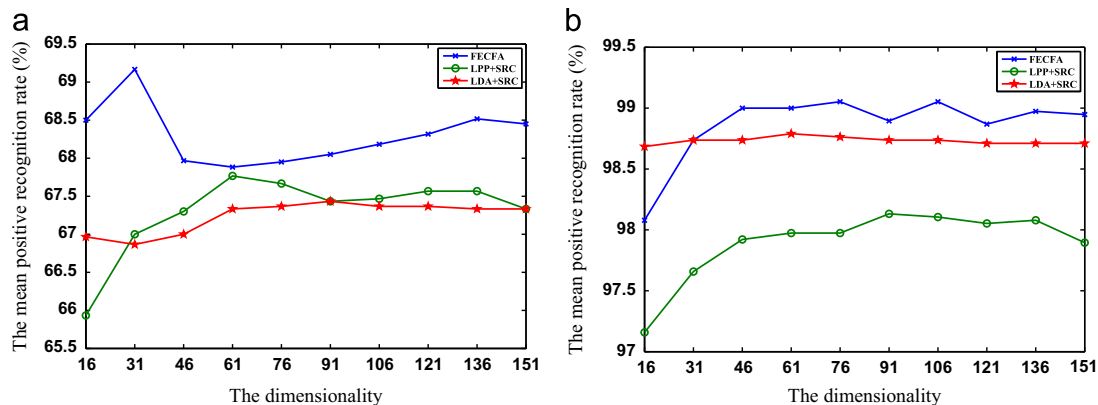 a
The mean positive recognition rate (%)
69.5
69
68.5
68
67.5
67
66.5
66
65.5
16 31 46 61 76 91 106 121 136 151
The dimensionality
FECFA
LPP+SRC
LDA+SRC
b
The mean positive recognition rate (%)
99.5
99
98.5
98
97.5
97
16 31 46 61 76 91 106 121 136 151
The dimensionality
FECFA
LPP+SRC
LDA+SRC